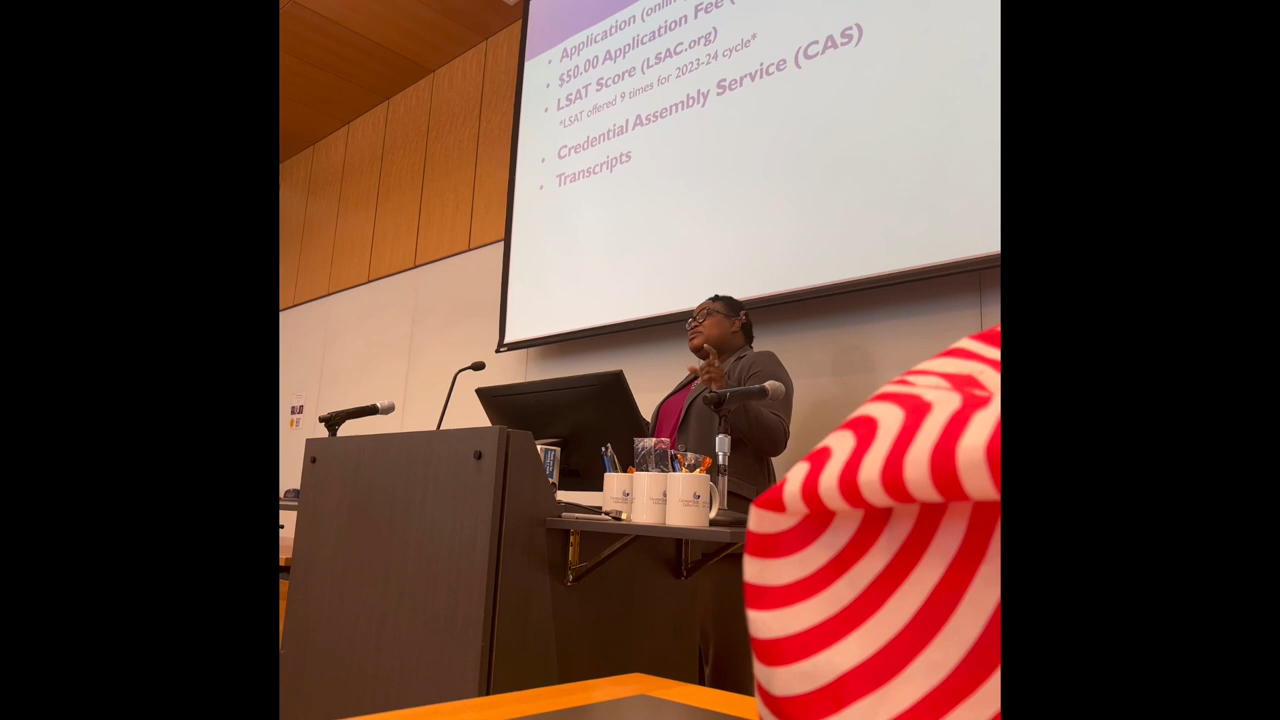 Application (onlin
$50.00 Application Fee (
LSAT Score (LSAC.org)
*LSAT offered 9 times for 2023-24 cycle*
Credential Assembly Service (CAS)
Transcripts